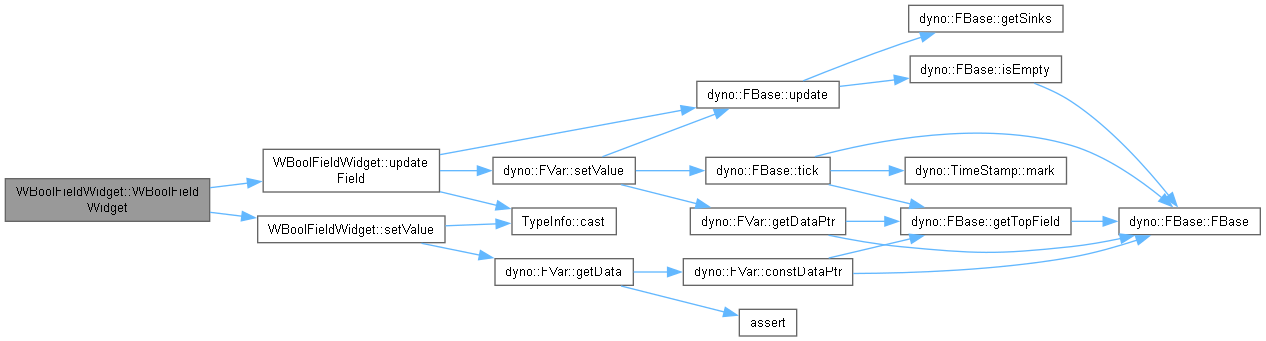 WBoolFieldWidget::WBoolField
Widget
WBoolFieldWidget::update
Field
WBoolFieldWidget::setValue
dyno::FVar::setValue
TypeInfo::cast
dyno::FVar::getData
dyno::FBase::update
dyno::FBase::tick
dyno::FVar::getDataPtr
dyno::FVar::constDataPtr
assert
dyno::FBase::getSinks
dyno::FBase::isEmpty
dyno::TimeStamp::mark
dyno::FBase::getTopField
dyno::FBase::FBase